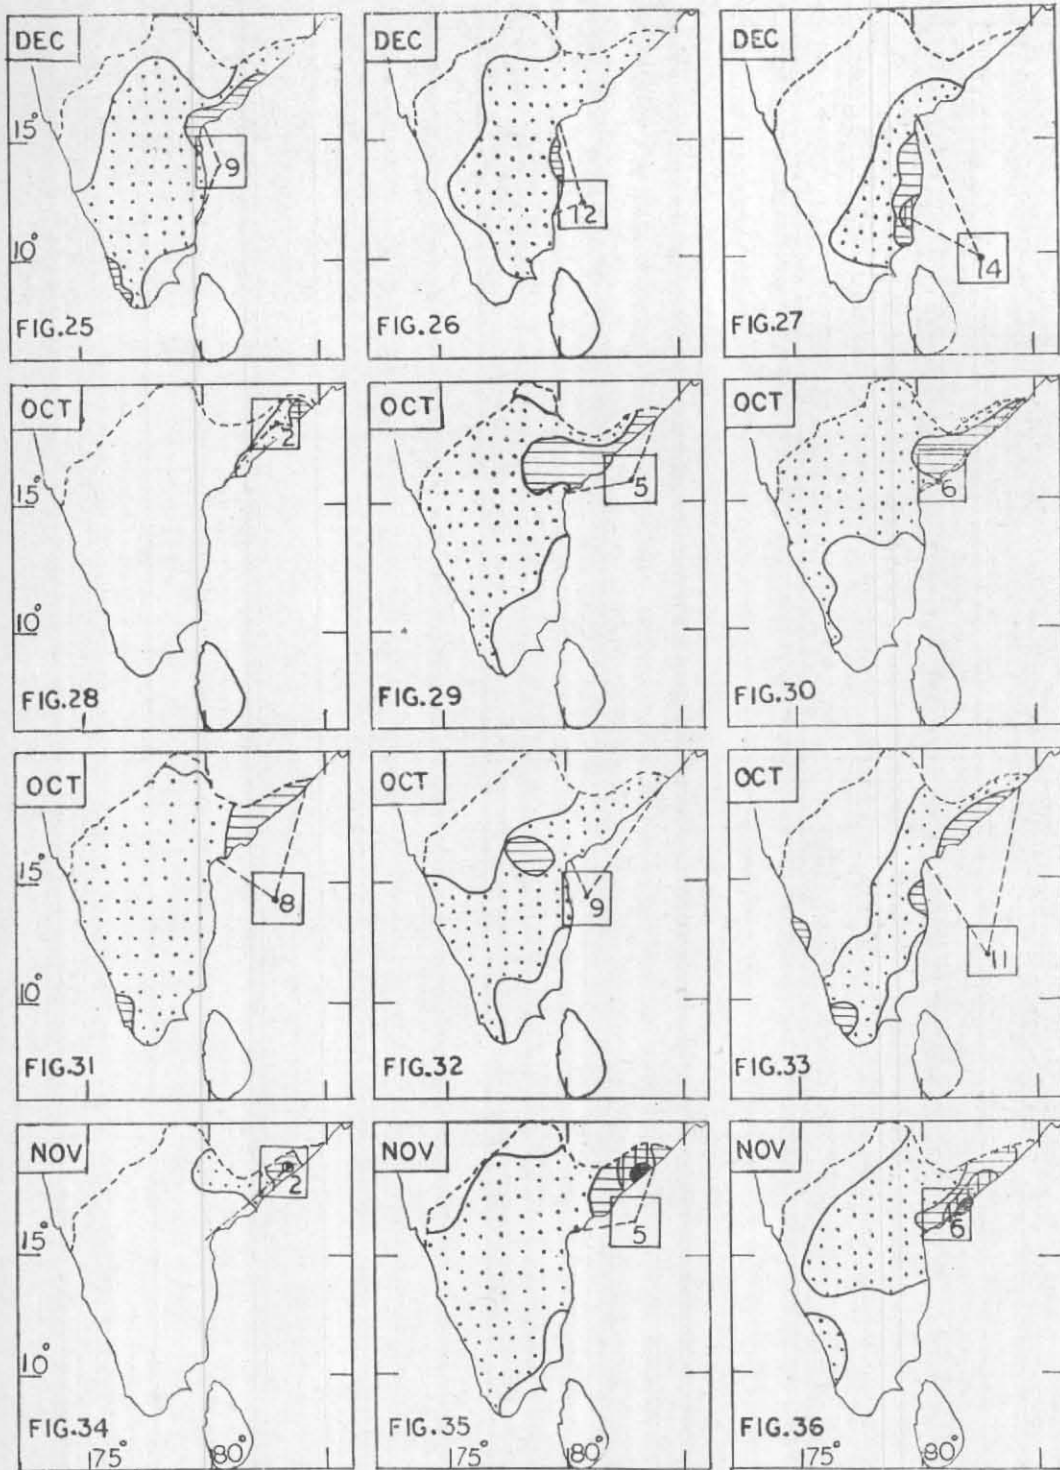 DEC
DEC
DEC
15°
9
12
10°
14
FIG.25
FIG.26
FIG.27
OCT
OCT
OCT
2
15°
5
6
10°
FIG.28
FIG.29
FIG.30
OCT
OCT
OCT
15°
8
9
11
10°
FIG.31
FIG.32
FIG.33
NOV
NOV
NOV
2
15°
5
6
10°
FIG.34
FIG.35
FIG.36
75° 80°
75° 80°
75° 80°